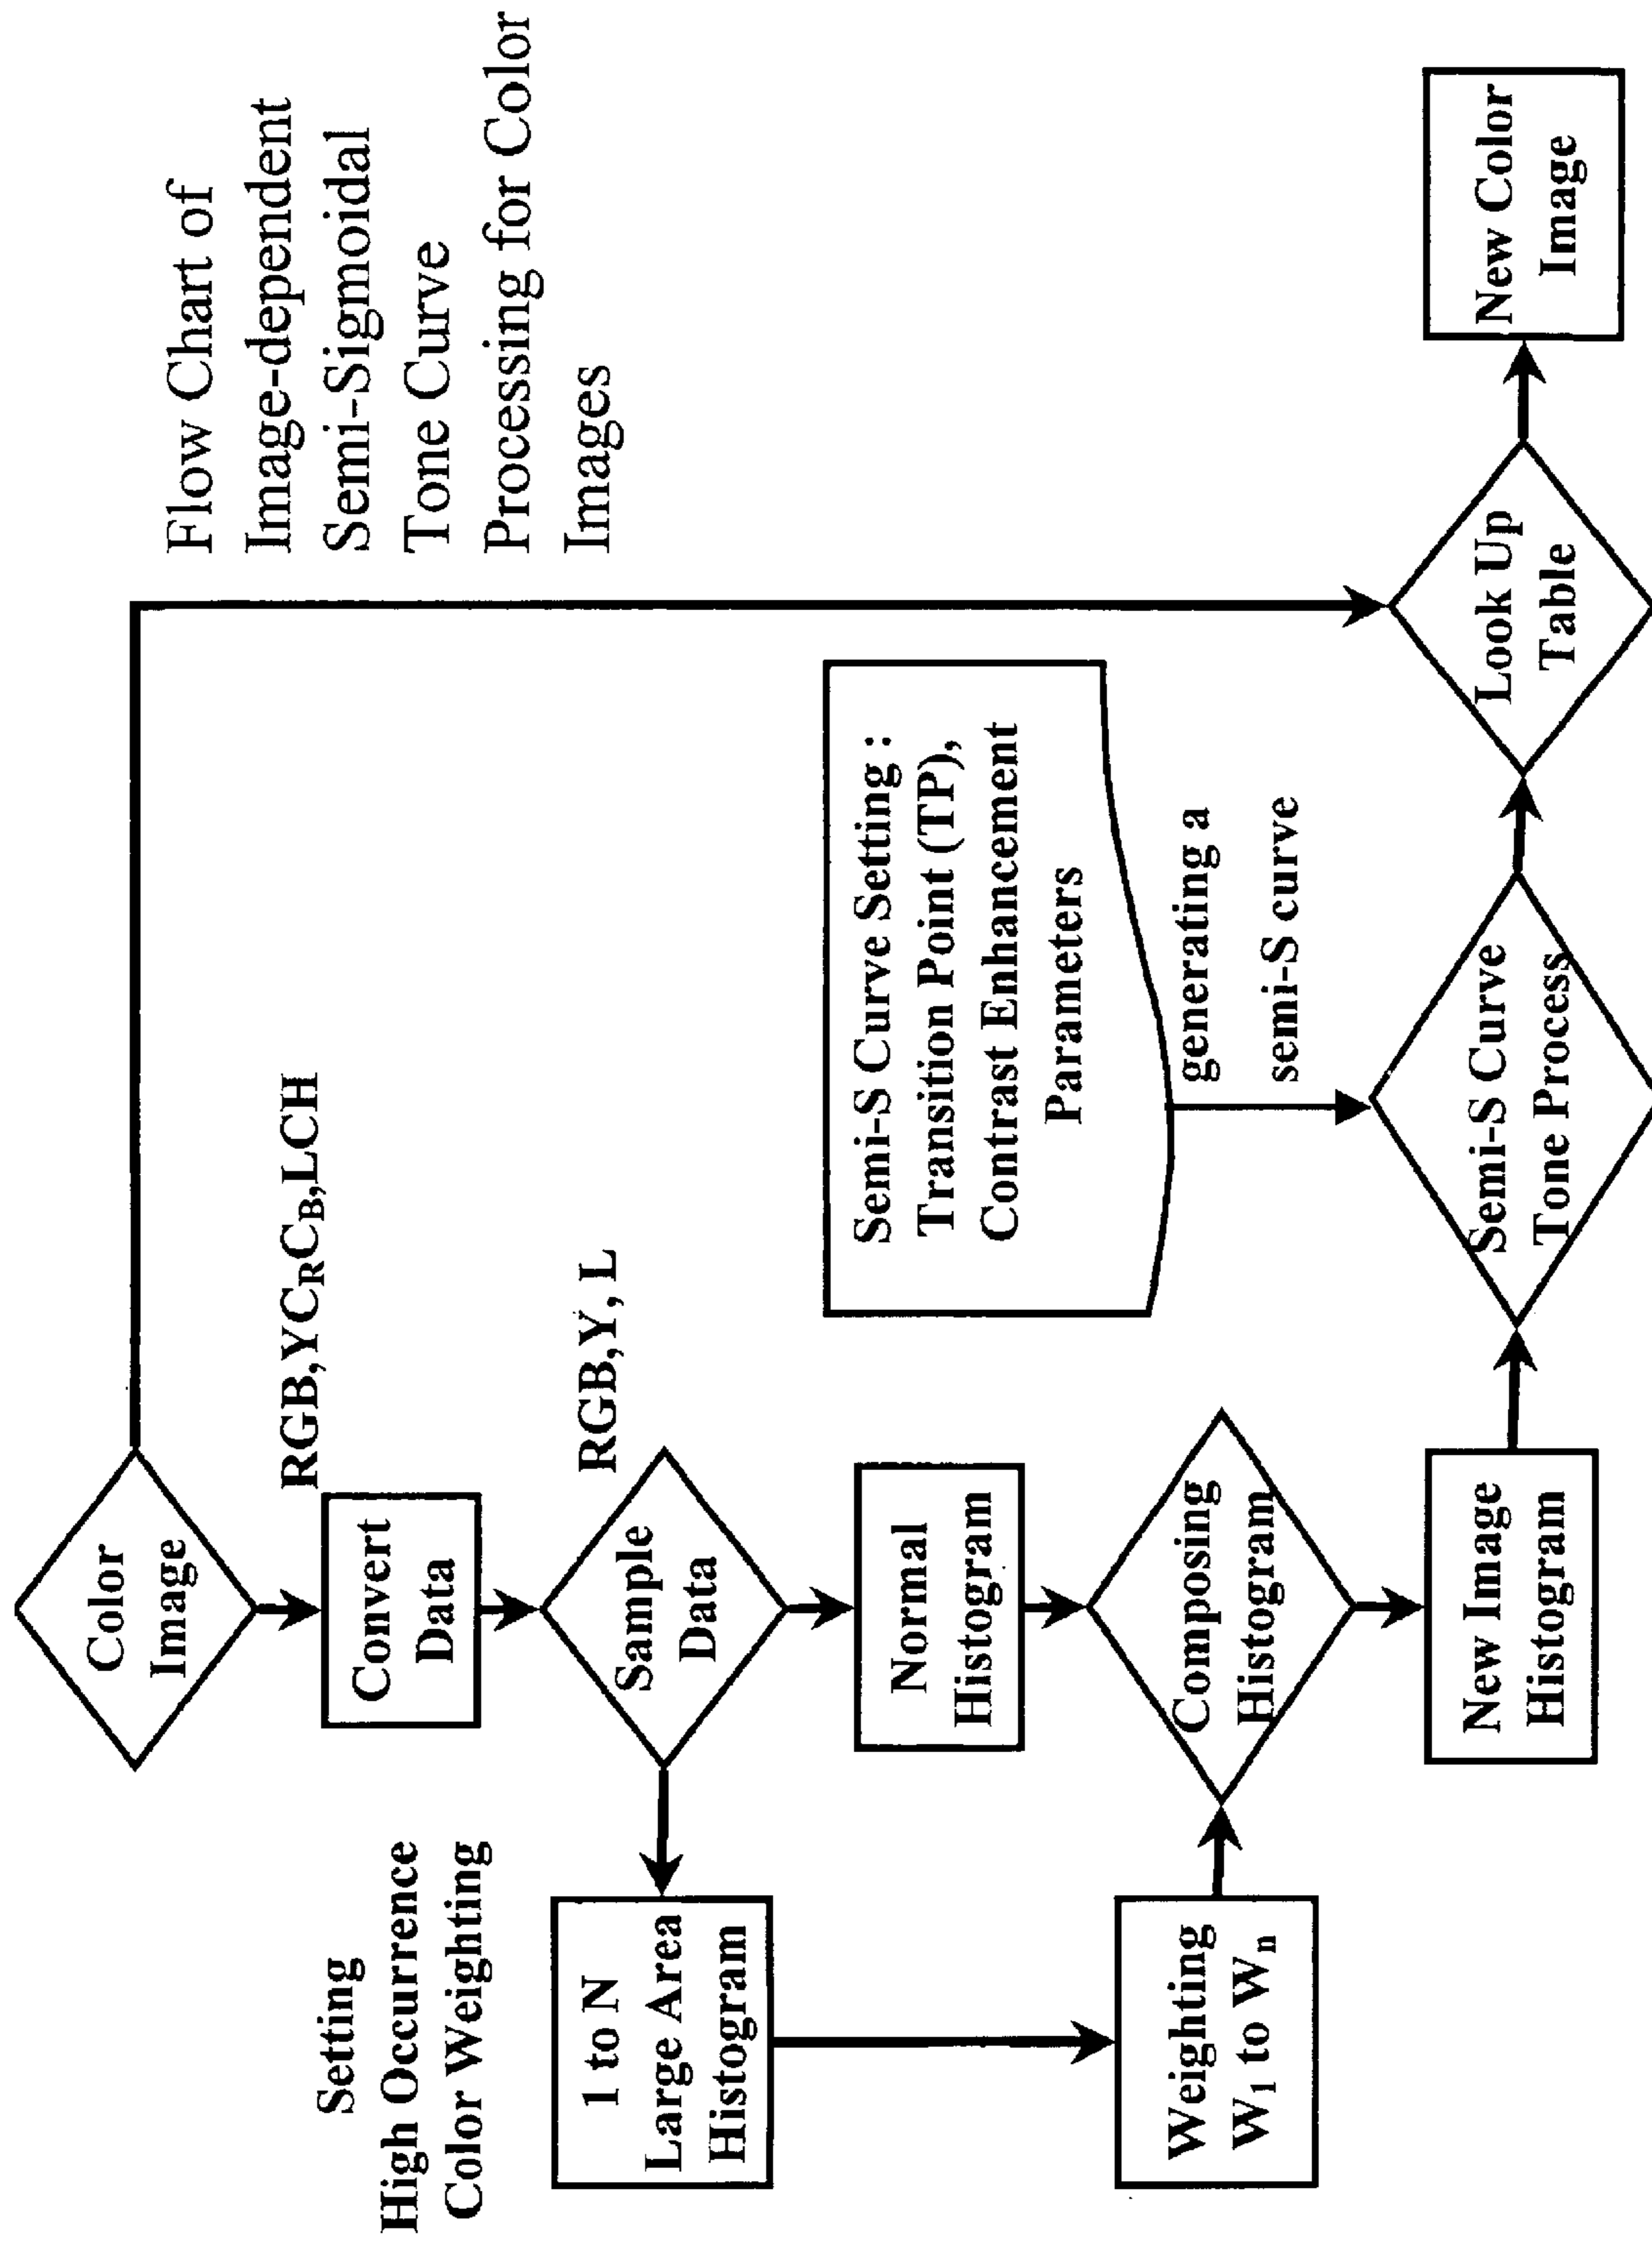 Flow Chart of
Image-dependent
Semi-Sigmoidal
Tone Curve
Processing for Color
Images
Color
Image
RGB,YCRCB,LCH
Convert
Data
Setting
High Occurrence
Color Weighting
RGB,Y, L
Sample
Data
1 to N
Large Area
Histogram
Normal
Histogram
Semi-S Curve Setting :
Transition Point (TP),
Contrast Enhancement
Parameters
Weighting
W1 to Wn
Composing
Histogram
generating a
semi-S curve
New Image
Histogram
Semi-S Curve
Tone Process
Look Up
Table
New Color
Image